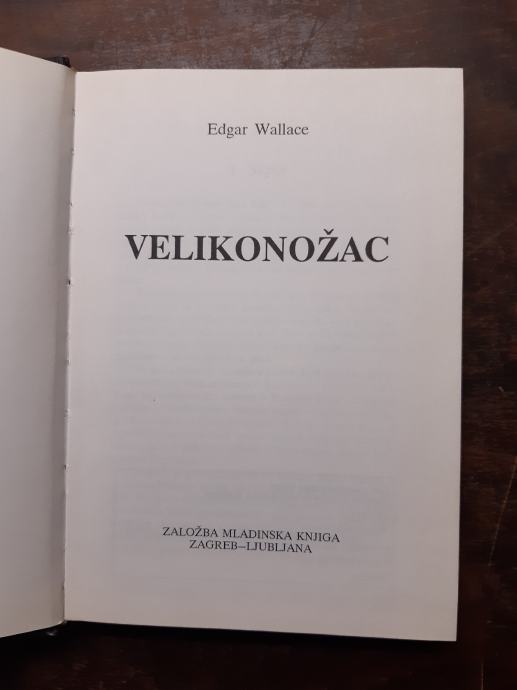 Edgar Wallace
VELIKONOŽAC
ZALOŽBA MLADINSKA KNJIGA
ZAGREB–LJUBLJANA